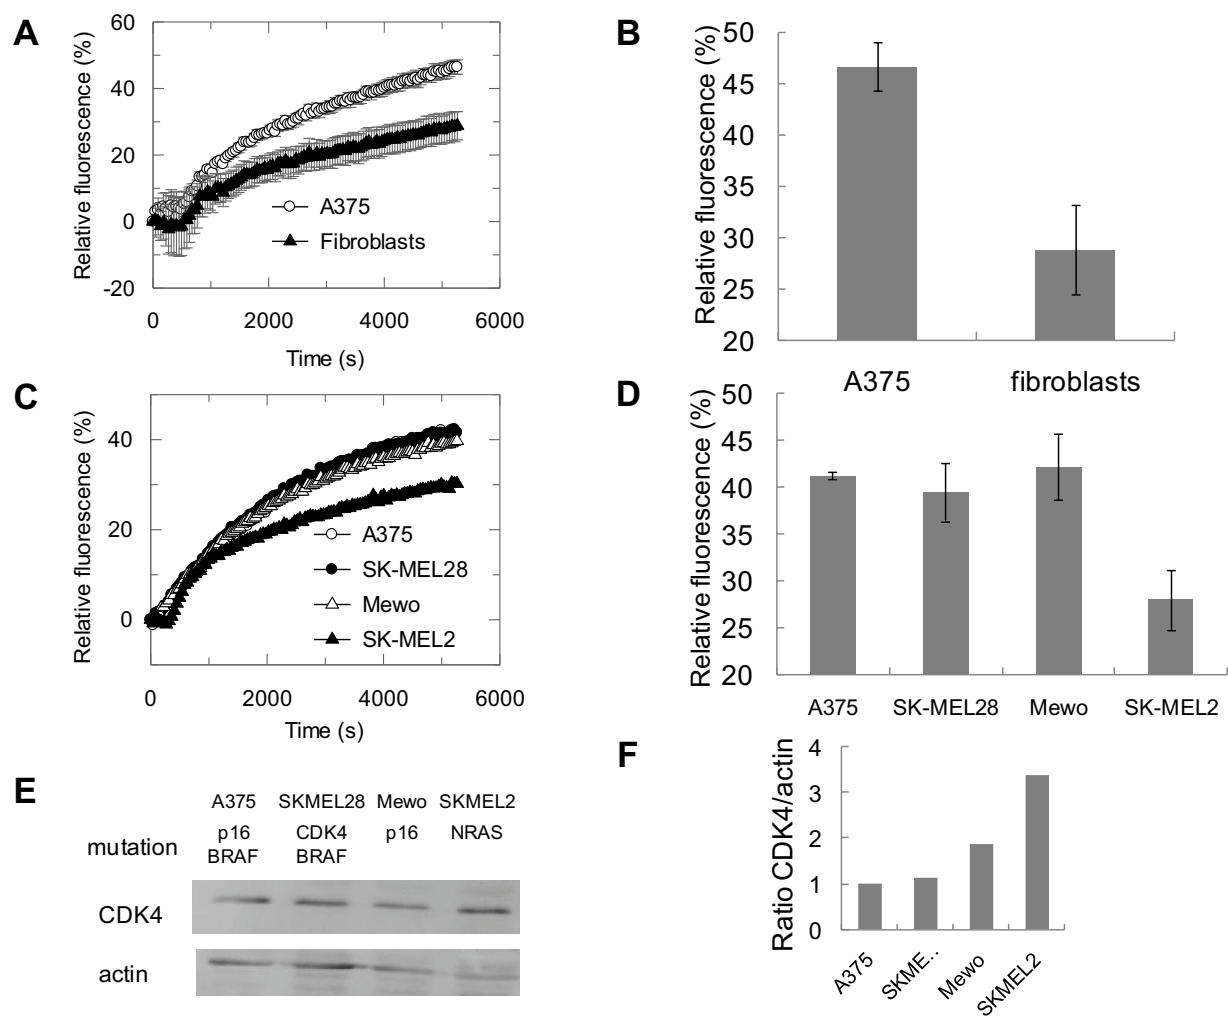 A
Relative fluorescence (%)
60
40
20
0
-20
A375
Fibroblasts
0 2000 4000 6000
Time (s)
B
Relative fluorescence (%)
50
45
40
35
30
25
20
A375 fibroblasts
C
Relative fluorescence (%)
40
20
0
A375
SK-MEL28
Mewo
SK-MEL2
0 2000 4000 6000
Time (s)
D
Relative fluorescence (%)
50
45
40
35
30
25
20
A375 SK-MEL28 Mewo SK-MEL2
E
A375 SKMEL28 Mewo SKMEL2
mutation
p16 CDK4 p16 NRAS
BRAF BRAF
CDK4
actin
F
Ratio CDK4/actin
4
3
2
1
0
A375
SKME..
Mewo
SKMEL2